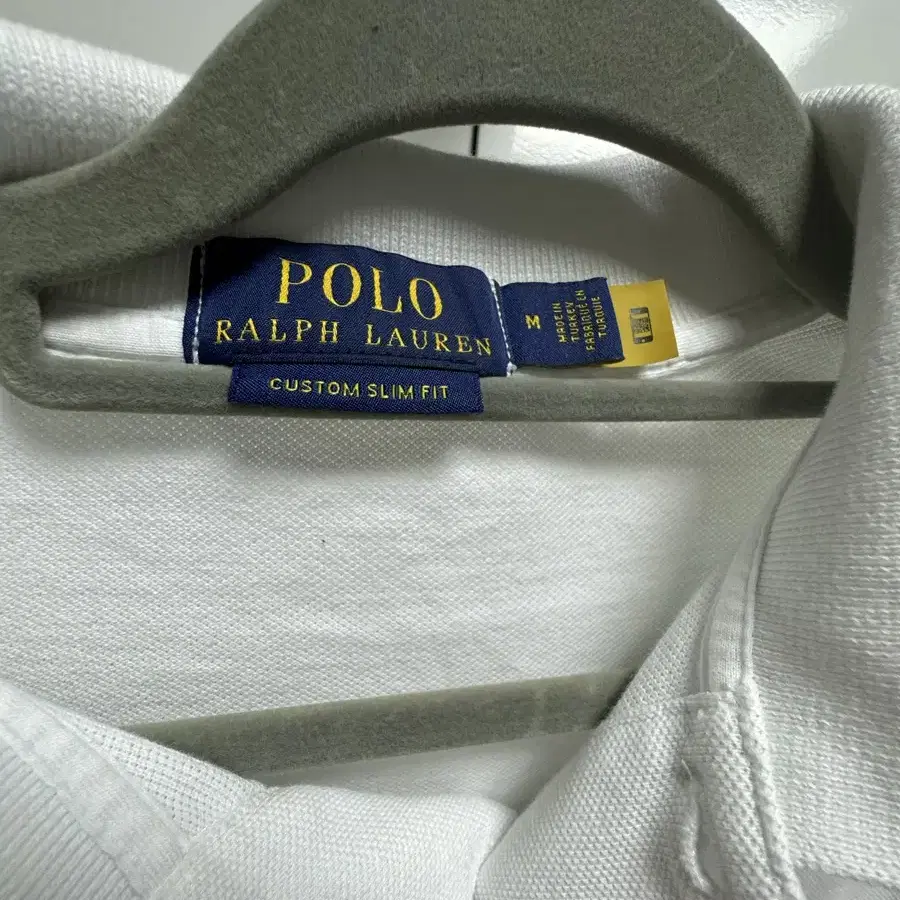 POLO
RALPH LAUREN
CUSTOM SLIM FIT
M
MADE IN
TURKEY
FABRIQUÉ EN
TURQUIE